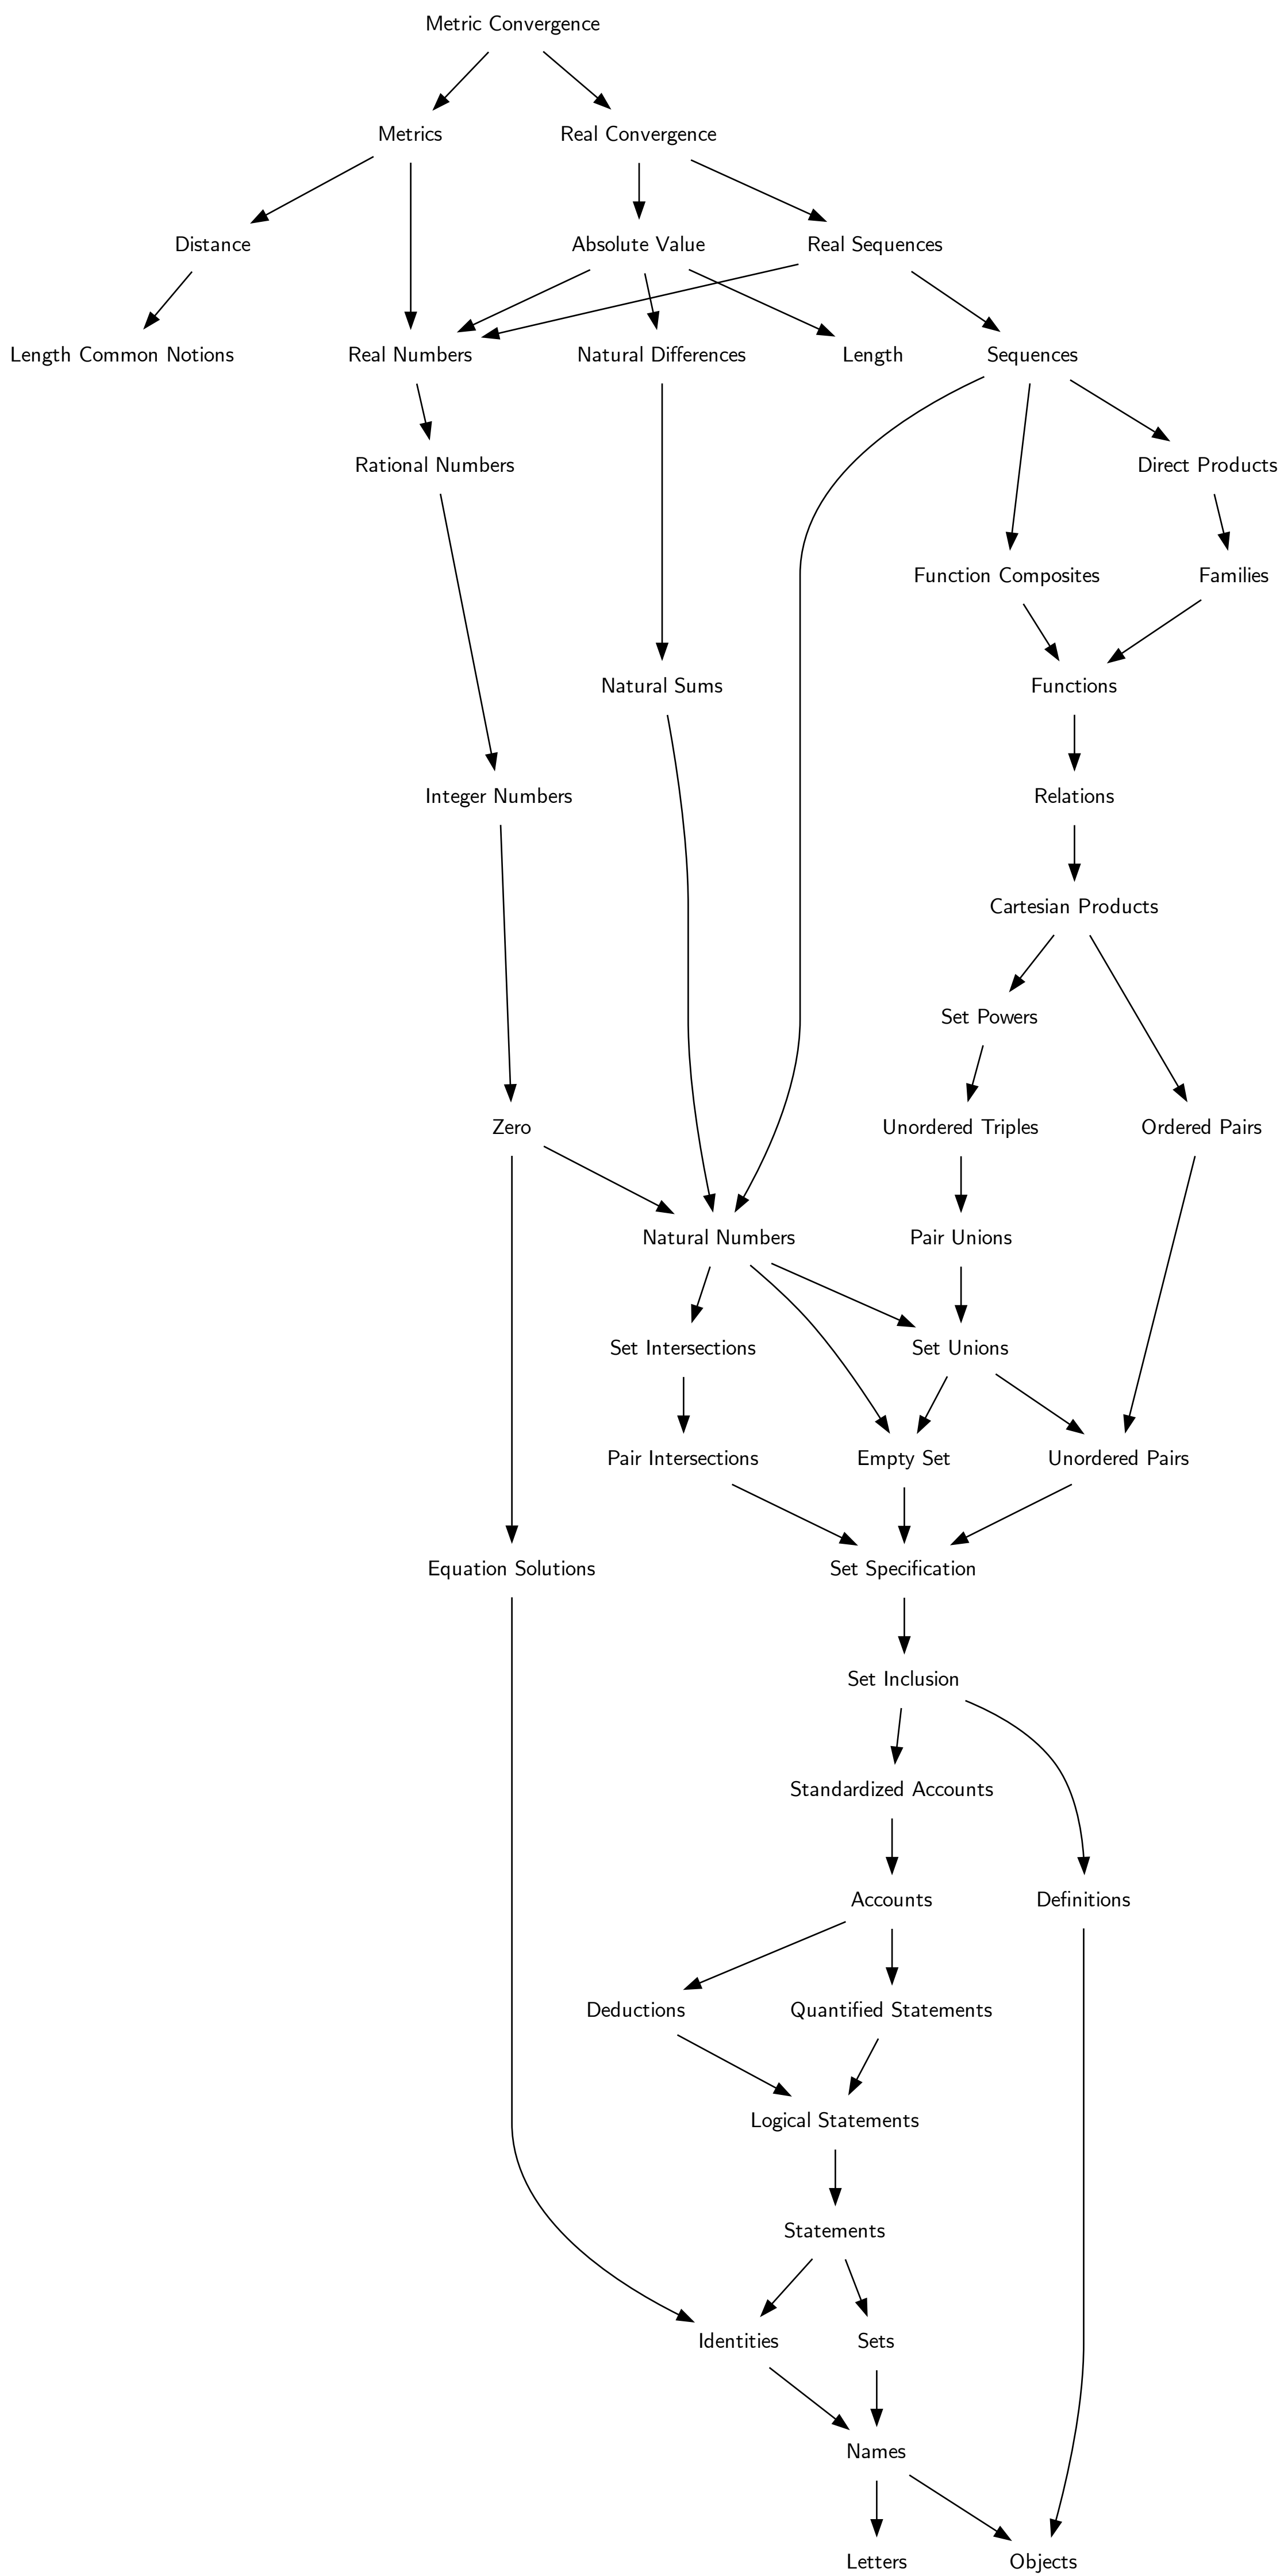 Metric Convergence
Metrics
Real Convergence
Distance
Absolute Value
Real Sequences
Length Common Notions
Real Numbers
Natural Differences
Length
Sequences
Rational Numbers
Direct Products
Function Composites
Families
Natural Sums
Functions
Integer Numbers
Relations
Cartesian Products
Set Powers
Zero
Unordered Triples
Ordered Pairs
Natural Numbers
Pair Unions
Set Intersections
Set Unions
Pair Intersections
Empty Set
Unordered Pairs
Equation Solutions
Set Specification
Set Inclusion
Standardized Accounts
Accounts
Definitions
Deductions
Quantified Statements
Logical Statements
Statements
Identities
Sets
Names
Letters
Objects